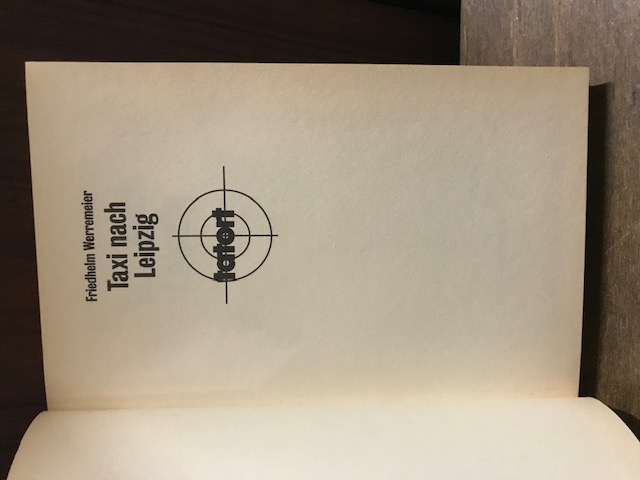 Friedhelm Werremeier
Taxi nach
Leipzig
tatort